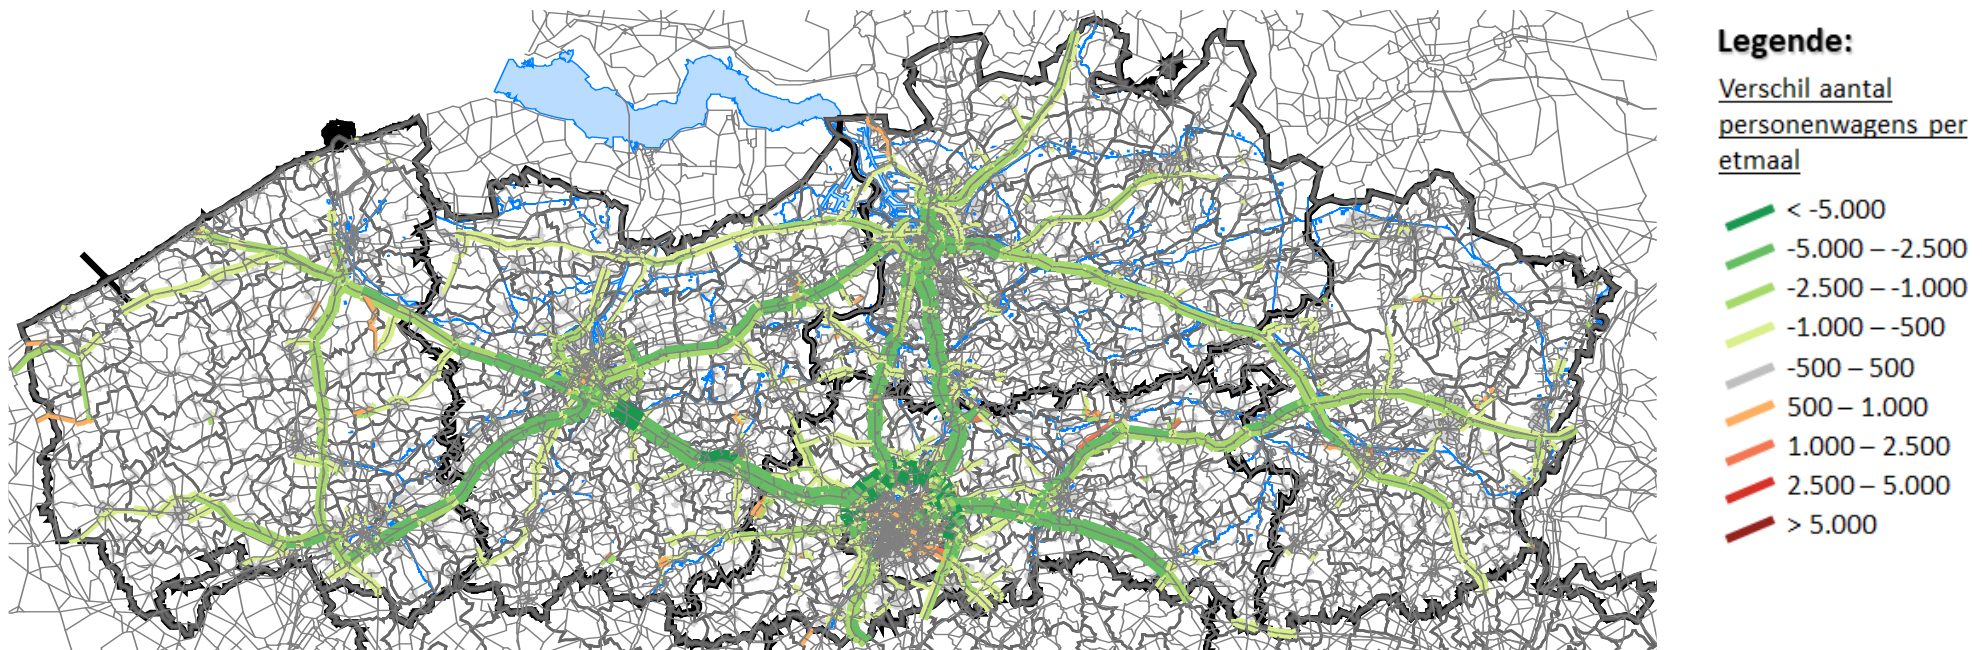 Legende:
Verschil aantal
personenwagens per
etmaal
< -5.000
-5.000 – -2.500
-2.500 – -1.000
-1.000 – -500
-500 – 500
500 – 1.000
1.000 – 2.500
2.500 – 5.000
> 5.000